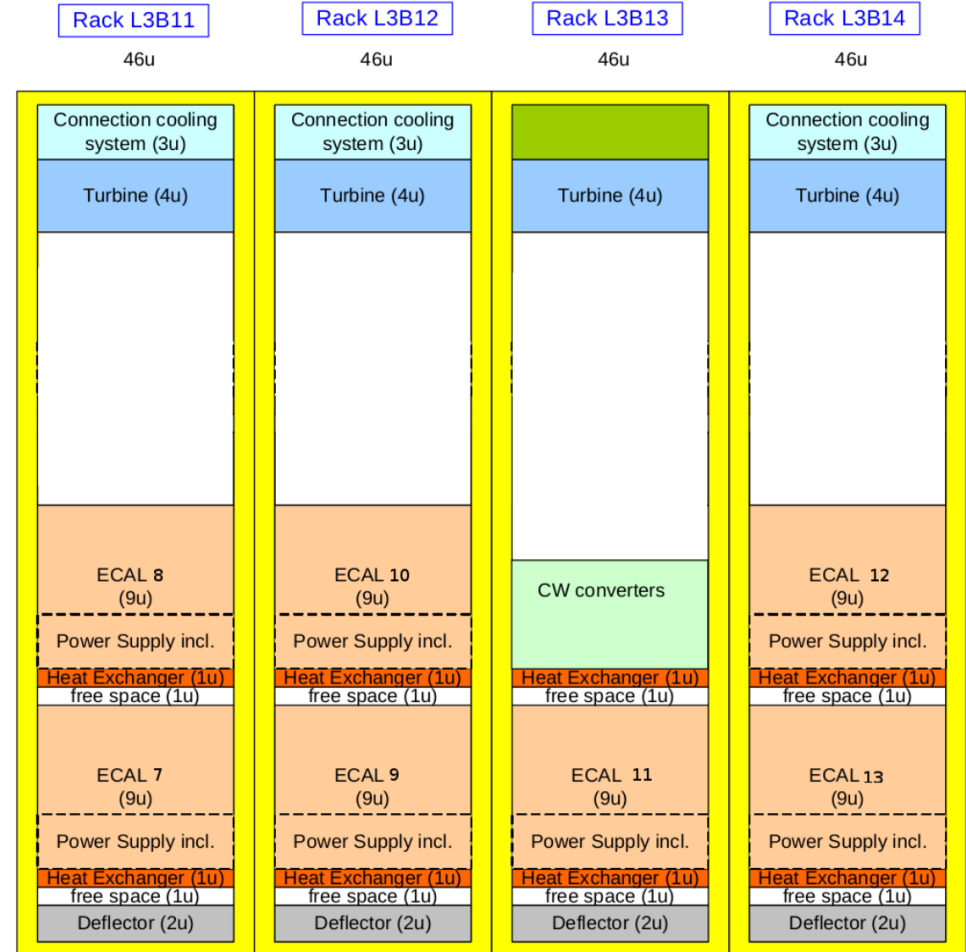 Rack L3B11 Rack L3B12 Rack L3B13 Rack L3B14
46u 46u 46u 46u
Connection cooling Connection cooling Connection cooling
system (3u) system (3u) system (3u)
Turbine (4u) Turbine (4u) Turbine (4u) Turbine (4u)
ECAL 8 ECAL 10 CW converters ECAL 12
(9u) (9u) (9u)
Power Supply incl. Power Supply incl. Power Supply incl.
Heat Exchanger (1u) Heat Exchanger (1u) Heat Exchanger (1u) Heat Exchanger (1u)
free space (1u) free space (1u) free space (1u) free space (1u)
ECAL 7 ECAL 9 ECAL 11 ECAL 13
(9u) (9u) (9u) (9u)
Power Supply incl. Power Supply incl. Power Supply incl. Power Supply incl.
Heat Exchanger (1u) Heat Exchanger (1u) Heat Exchanger (1u) Heat Exchanger (1u)
free space (1u) free space (1u) free space (1u) free space (1u)
Deflector (2u) Deflector (2u) Deflector (2u) Deflector (2u)